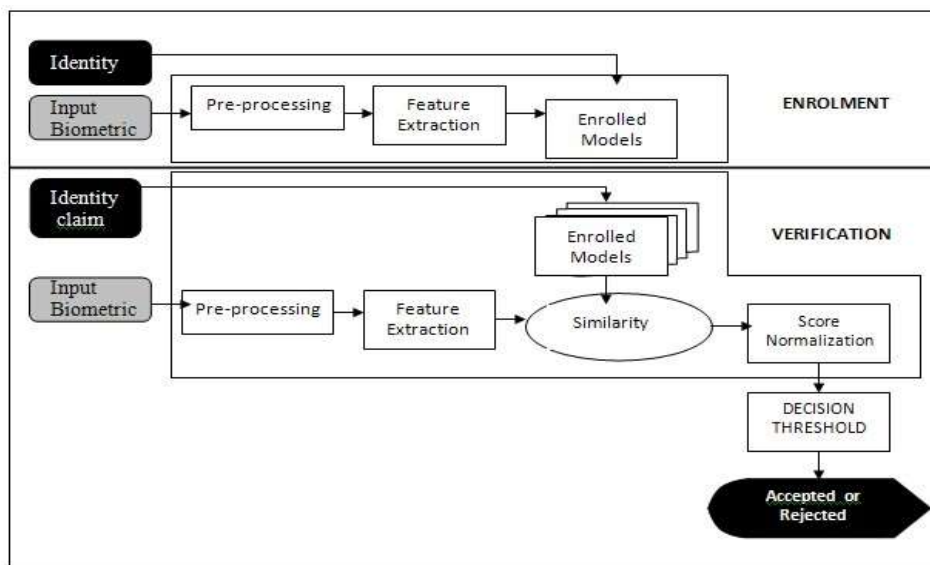 Identity
Input
Biometric
Pre-processing
Feature
Extraction
Enrolled
Models
ENROLMENT
Identity
claim
Enrolled
Models
VERIFICATION
Input
Biometric
Pre-processing
Feature
Extraction
Similarity
Score
Normalization
DECISION
THRESHOLD
Accepted or
Rejected